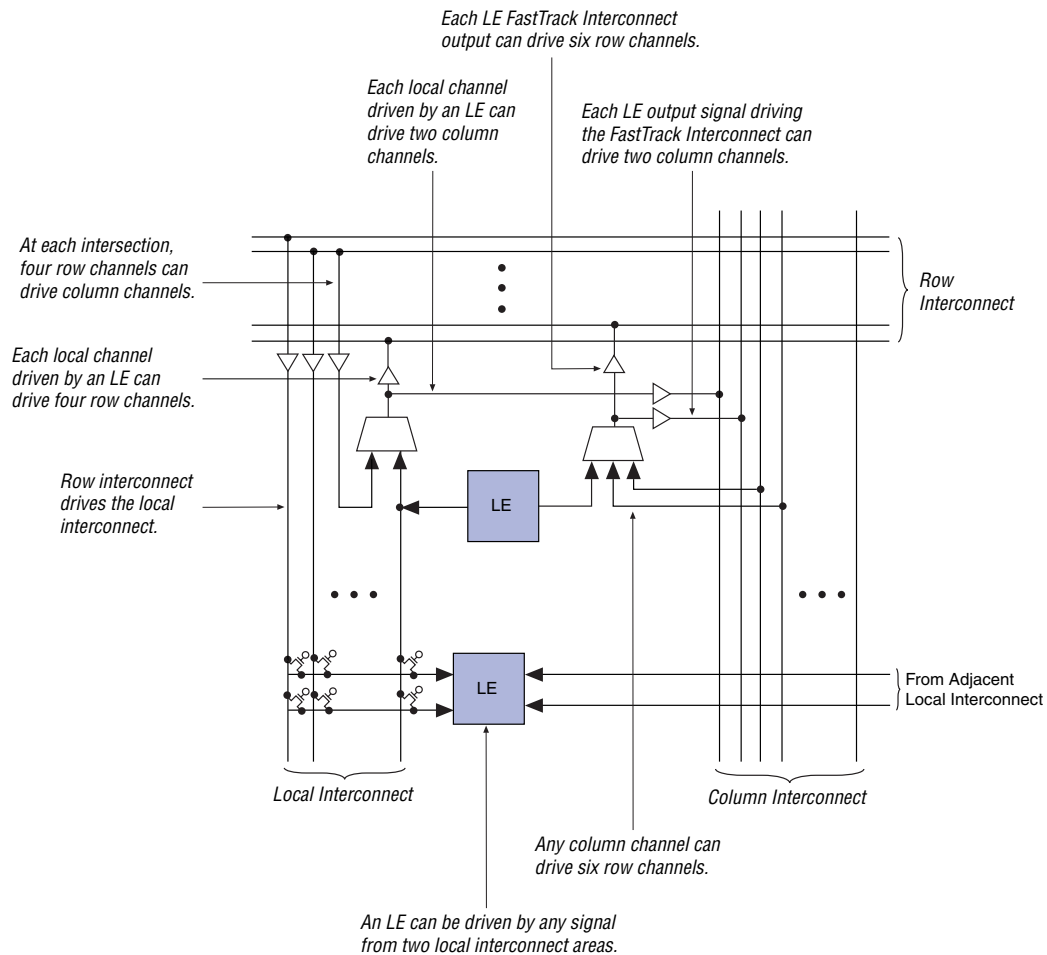 Each LE FastTrack Interconnect
output can drive six row channels.
Each local channel
driven by an LE can
drive two column
channels.
Each LE output signal driving
the FastTrack Interconnect can
drive two column channels.
At each intersection,
four row channels can
drive column channels.
Row
Interconnect
Each local channel
driven by an LE can
drive four row channels.
Row interconnect
drives the local
interconnect.
LE
LE
From Adjacent
Local Interconnect
Local Interconnect
Column Interconnect
Any column channel can
drive six row channels.
An LE can be driven by any signal
from two local interconnect areas.